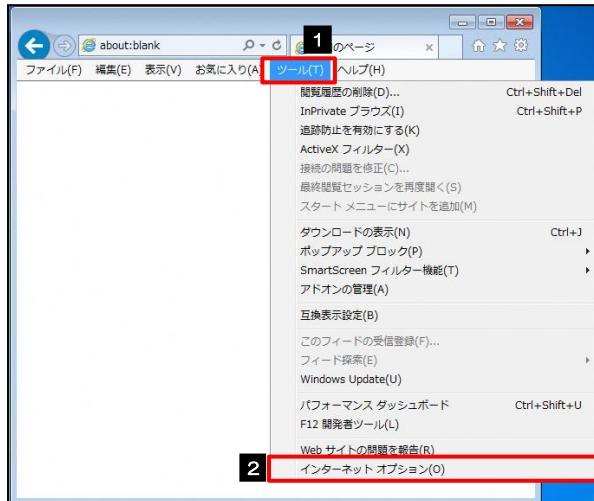 about:blank
1
のページ
ファイル(F) 編集(E) 表示(V) お気に入り(A) ツール(T) ヘルプ(H)
閲覧履歴の削除(D)... Ctrl+Shift+Del
InPrivate ブラウズ(I) Ctrl+Shift+P
追跡防止を有効にする(K)
ActiveX フィルター(X)
接続の問題を修正(C)...
最終閲覧セッションを再度開く(S)
スタート メニューにサイトを追加(M)
ダウンロードの表示(N) Ctrl+J
ポップアップ ブロック(P)
SmartScreen フィルター機能(T)
アドオンの管理(A)
互換表示設定(B)
このフィードの受信登録(F)...
フィード探索(E)
Windows Update(U)
パフォーマンス ダッシュボード Ctrl+Shift+U
F12 開発者ツール(L)
Web サイトの問題を報告(R)
2
インターネット オプション(O)